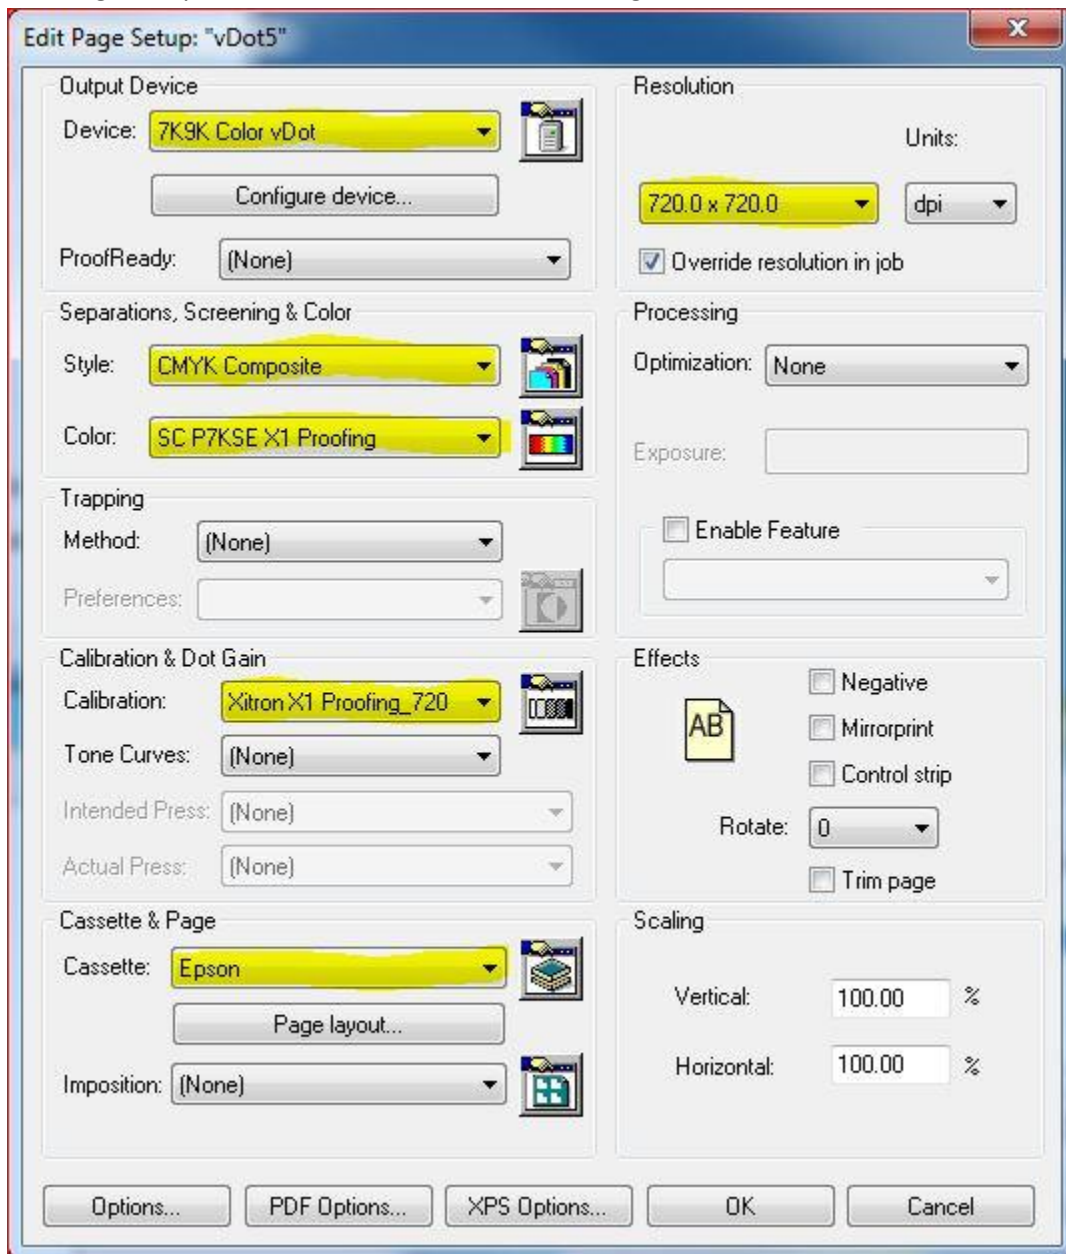 Edit Page Setup: "vDot5"
X
Output Device
Device: 7K9K Color vDot
Configure device...
ProofReady: (None)
Separations, Screening & Color
Style: CMYK Composite
Color: SC P7KSE X1 Proofing
Trapping
Method: (None)
Preferences:
Calibration & Dot Gain
Calibration: Xitron X1 Proofing_720
Tone Curves: (None)
Intended Press: (None)
Actual Press: (None)
Cassette & Page
Cassette: Epson
Page layout...
Imposition: (None)
Resolution
Units:
720.0 x 720.0 dpi
Override resolution in job
Processing
Optimization: None
Exposure:
Enable Feature
Effects
AB
Negative
Mirrorprint
Control strip
Rotate: 0
Trim page
Scaling
Vertical: 100.00 %
Horizontal: 100.00 %
Options... PDF Options... XPS Options... OK Cancel